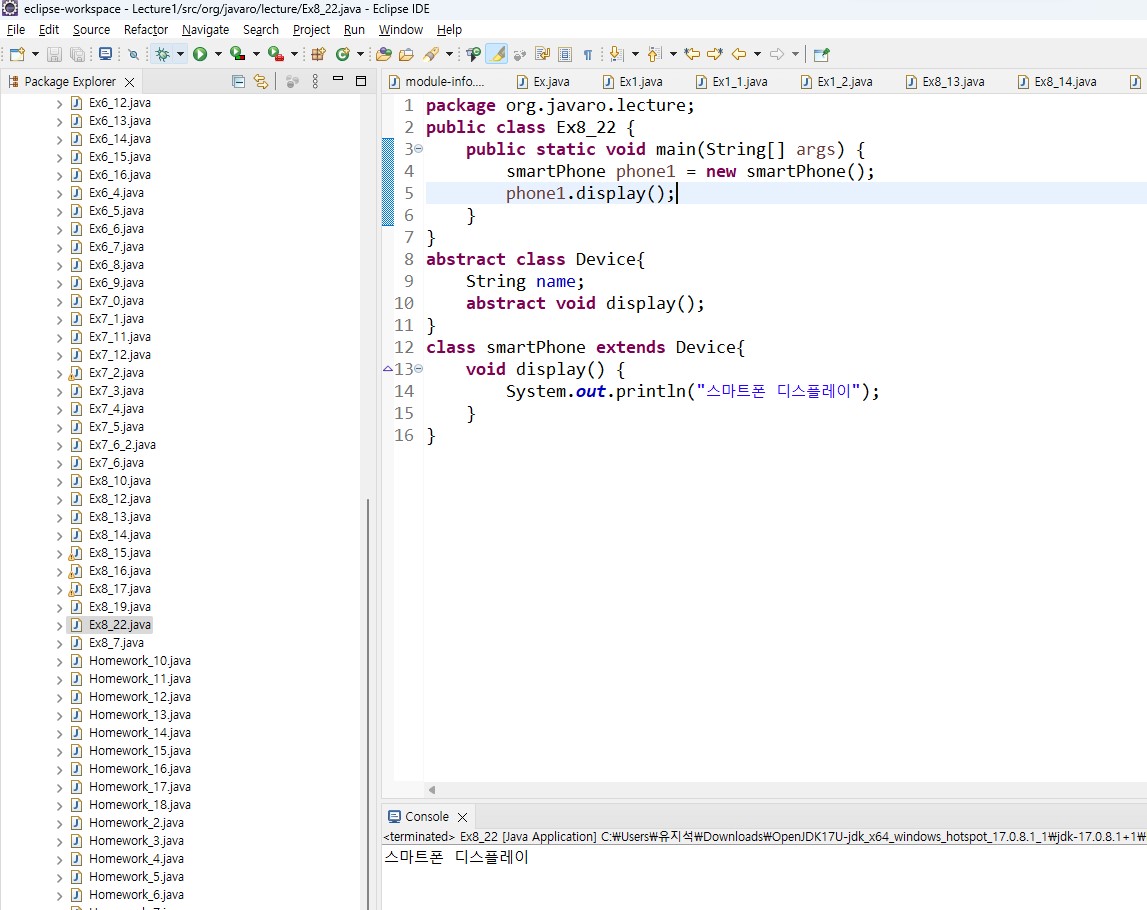 eclipse-workspace - Lecture1/src/org/javaro/lecture/Ex8_22.java - Eclipse IDE
File Edit Source Refactor Navigate Search Project Run Window Help
Package Explorer
module-info.... Ex.java Ex1.java Ex1_1.java Ex1_2.java Ex8_13.java Ex8_14.java
Ex6_12.java
Ex6_13.java
Ex6_14.java
Ex6_15.java
Ex6_16.java
Ex6_4.java
Ex6_5.java
Ex6_6.java
Ex6_7.java
Ex6_8.java
Ex6_9.java
Ex7_0.java
Ex7_1.java
Ex7_11.java
Ex7_12.java
Ex7_2.java
Ex7_3.java
Ex7_4.java
Ex7_5.java
Ex7_6_2.java
Ex7_6.java
Ex8_10.java
Ex8_12.java
Ex8_13.java
Ex8_14.java
Ex8_15.java
Ex8_16.java
Ex8_17.java
Ex8_19.java
Ex8_22.java
Ex8_7.java
Homework_10.java
Homework_11.java
Homework_12.java
Homework_13.java
Homework_14.java
Homework_15.java
Homework_16.java
Homework_17.java
Homework_18.java
Homework_2.java
Homework_3.java
Homework_4.java
Homework_5.java
Homework_6.java
1 package org.javaro.lecture;
2 public class Ex8_22 {
3 public static void main(String[] args) {
4 smartPhone phone1 = new smartPhone();
5 phone1.display();
6 }
7 }
8 abstract class Device{
9 String name;
10 abstract void display();
11 }
12 class smartPhone extends Device{
13 void display() {
14 System.out.println("스마트폰 디스플레이");
15 }
16 }
Console
<terminated> Ex8_22 [Java Application] C:₩Users₩유지석₩Downloads₩OpenJDK17U-jdk_x64_windows_hotspot_17.0.8.1_1₩jdk-17.0.8.1+1₩
스마트폰 디스플레이